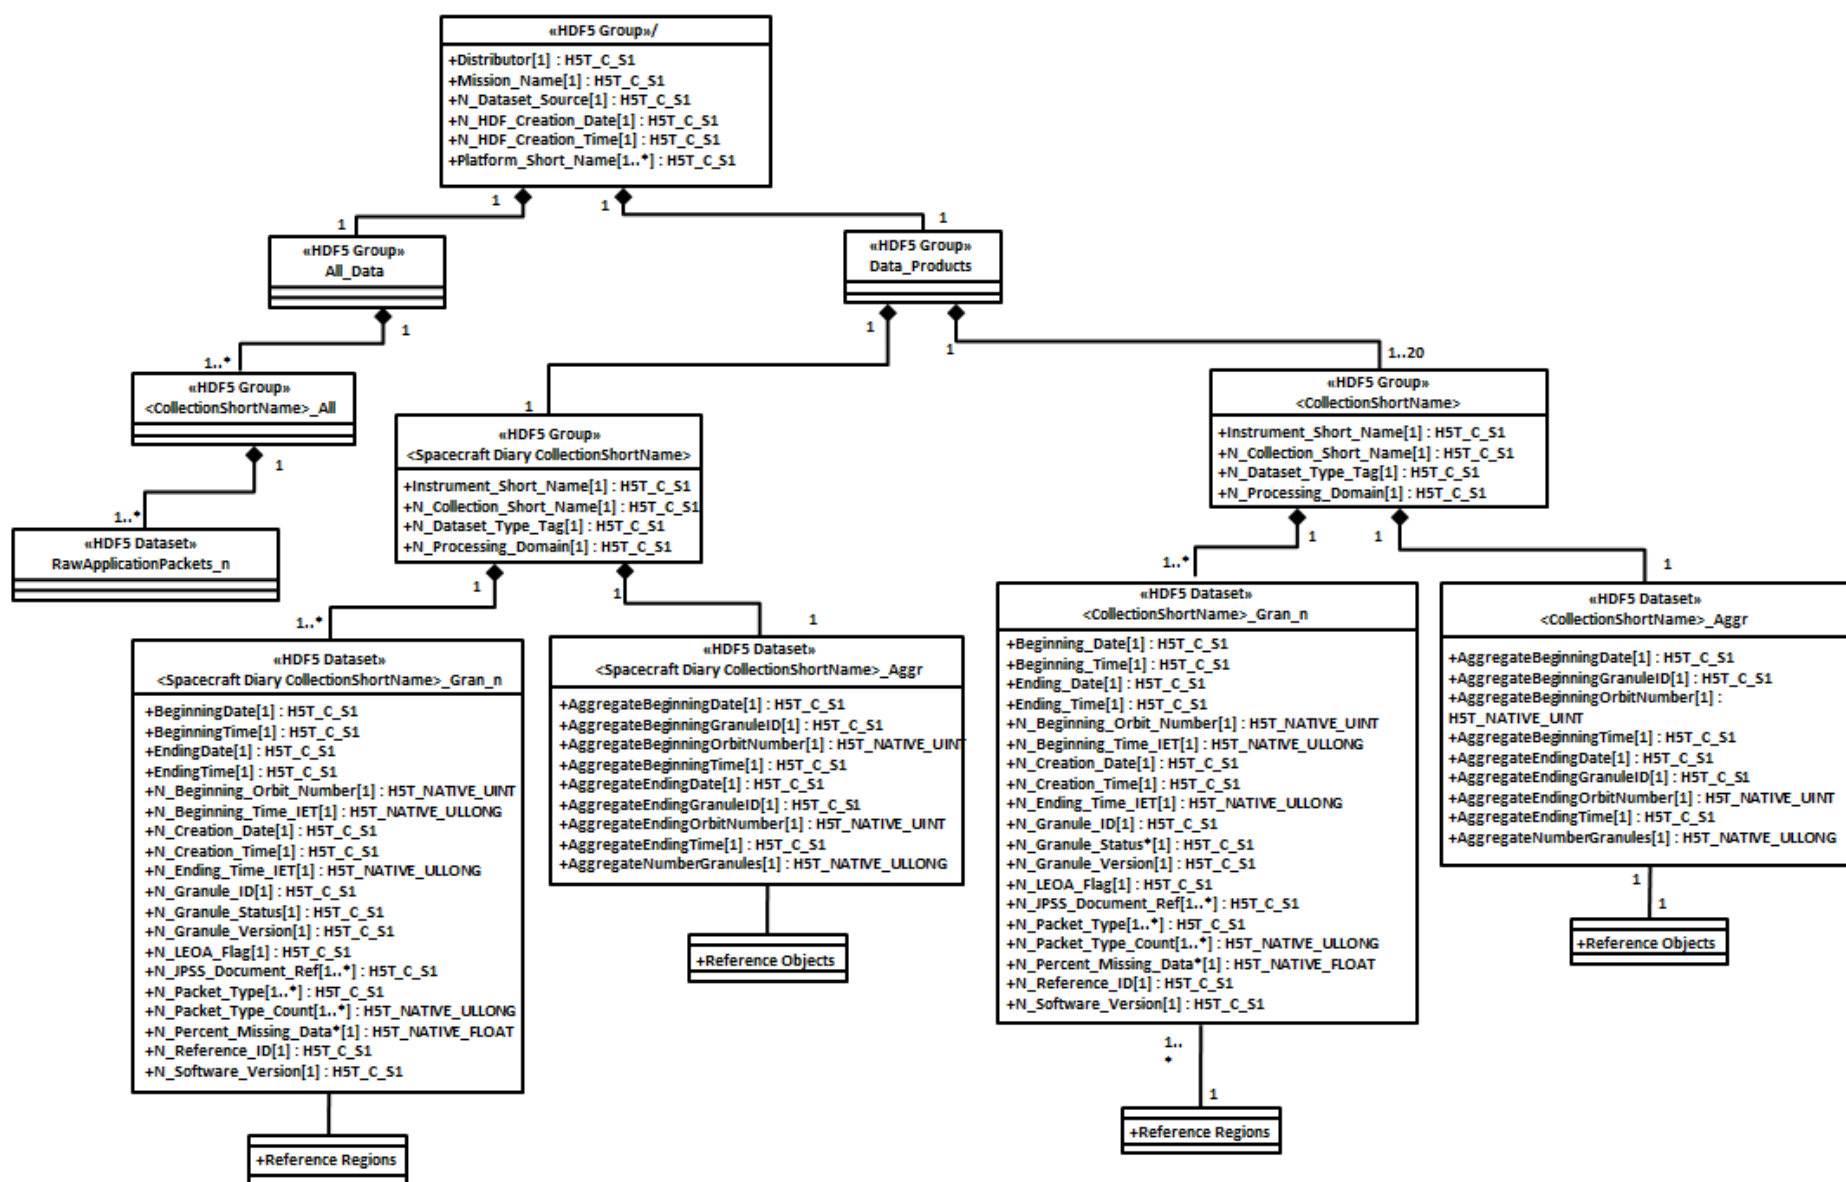 «HDF5 Group»/
+Distributor[1] : H5T_C_S1
+Mission_Name[1] : H5T_C_S1
+N_Dataset_Source[1] : H5T_C_S1
+N_HDF_Creation_Date[1] : H5T_C_S1
+N_HDF_Creation_Time[1] : H5T_C_S1
+Platform_Short_Name[1..*] : H5T_C_S1
1
1
1
1
«HDF5 Group»
All_Data
«HDF5 Group»
Data_Products
1
1..*
1
1
1
1..20
«HDF5 Group»
<CollectionShortName>_All
1
1..*
«HDF5 Dataset»
RawApplicationPackets_n
«HDF5 Group»
<Spacecraft Diary CollectionShortName>
+Instrument_Short_Name[1] : H5T_C_S1
+N_Collection_Short_Name[1] : H5T_C_S1
+N_Dataset_Type_Tag[1] : H5T_C_S1
+N_Processing_Domain[1] : H5T_C_S1
1
1..*
1
1
«HDF5 Group»
<CollectionShortName>
+Instrument_Short_Name[1] : H5T_C_S1
+N_Collection_Short_Name[1] : H5T_C_S1
+N_Dataset_Type_Tag[1] : H5T_C_S1
+N_Processing_Domain[1] : H5T_C_S1
1
1..*
1
1
«HDF5 Dataset»
<Spacecraft Diary CollectionShortName>_Gran_n
+BeginningDate[1] : H5T_C_S1
+BeginningTime[1] : H5T_C_S1
+EndingDate[1] : H5T_C_S1
+EndingTime[1] : H5T_C_S1
+N_Beginning_Orbit_Number[1] : H5T_NATIVE_UINT
+N_Beginning_Time_IET[1] : H5T_NATIVE_ULLONG
+N_Creation_Date[1] : H5T_C_S1
+N_Creation_Time[1] : H5T_C_S1
+N_Ending_Time_IET[1] : H5T_NATIVE_ULLONG
+N_Granule_ID[1] : H5T_C_S1
+N_Granule_Status[1] : H5T_C_S1
+N_Granule_Version[1] : H5T_C_S1
+N_LEOA_Flag[1] : H5T_C_S1
+N_JPSS_Document_Ref[1..*] : H5T_C_S1
+N_Packet_Type[1..*] : H5T_C_S1
+N_Packet_Type_Count[1..*] : H5T_NATIVE_ULLONG
+N_Percent_Missing_Data*[1] : H5T_NATIVE_FLOAT
+N_Reference_ID[1] : H5T_C_S1
+N_Software_Version[1] : H5T_C_S1
+Reference Regions
«HDF5 Dataset»
<Spacecraft Diary CollectionShortName>_Aggr
+AggregateBeginningDate[1] : H5T_C_S1
+AggregateBeginningGranuleID[1] : H5T_C_S1
+AggregateBeginningOrbitNumber[1] : H5T_NATIVE_UINT
+AggregateBeginningTime[1] : H5T_C_S1
+AggregateEndingDate[1] : H5T_C_S1
+AggregateEndingGranuleID[1] : H5T_C_S1
+AggregateEndingOrbitNumber[1] : H5T_NATIVE_UINT
+AggregateEndingTime[1] : H5T_C_S1
+AggregateNumberGranules[1] : H5T_NATIVE_ULLONG
+Reference Objects
«HDF5 Dataset»
<CollectionShortName>_Gran_n
+Beginning_Date[1] : H5T_C_S1
+Beginning_Time[1] : H5T_C_S1
+Ending_Date[1] : H5T_C_S1
+Ending_Time[1] : H5T_C_S1
+N_Beginning_Orbit_Number[1] : H5T_NATIVE_UINT
+N_Beginning_Time_IET[1] : H5T_NATIVE_ULLONG
+N_Creation_Date[1] : H5T_C_S1
+N_Creation_Time[1] : H5T_C_S1
+N_Ending_Time_IET[1] : H5T_NATIVE_ULLONG
+N_Granule_ID[1] : H5T_C_S1
+N_Granule_Status*[1] : H5T_C_S1
+N_Granule_Version[1] : H5T_C_S1
+N_LEOA_Flag[1] : H5T_C_S1
+N_JPSS_Document_Ref[1..*] : H5T_C_S1
+N_Packet_Type[1..*] : H5T_C_S1
+N_Packet_Type_Count[1..*] : H5T_NATIVE_ULLONG
+N_Percent_Missing_Data*[1] : H5T_NATIVE_FLOAT
+N_Reference_ID[1] : H5T_C_S1
+N_Software_Version[1] : H5T_C_S1
1..
*
1
+Reference Regions
«HDF5 Dataset»
<CollectionShortName>_Aggr
+AggregateBeginningDate[1] : H5T_C_S1
+AggregateBeginningGranuleID[1] : H5T_C_S1
+AggregateBeginningOrbitNumber[1] :
H5T_NATIVE_UINT
+AggregateBeginningTime[1] : H5T_C_S1
+AggregateEndingDate[1] : H5T_C_S1
+AggregateEndingGranuleID[1] : H5T_C_S1
+AggregateEndingOrbitNumber[1] : H5T_NATIVE_UINT
+AggregateEndingTime[1] : H5T_C_S1
+AggregateNumberGranules[1] : H5T_NATIVE_ULLONG
1
1
+Reference Objects